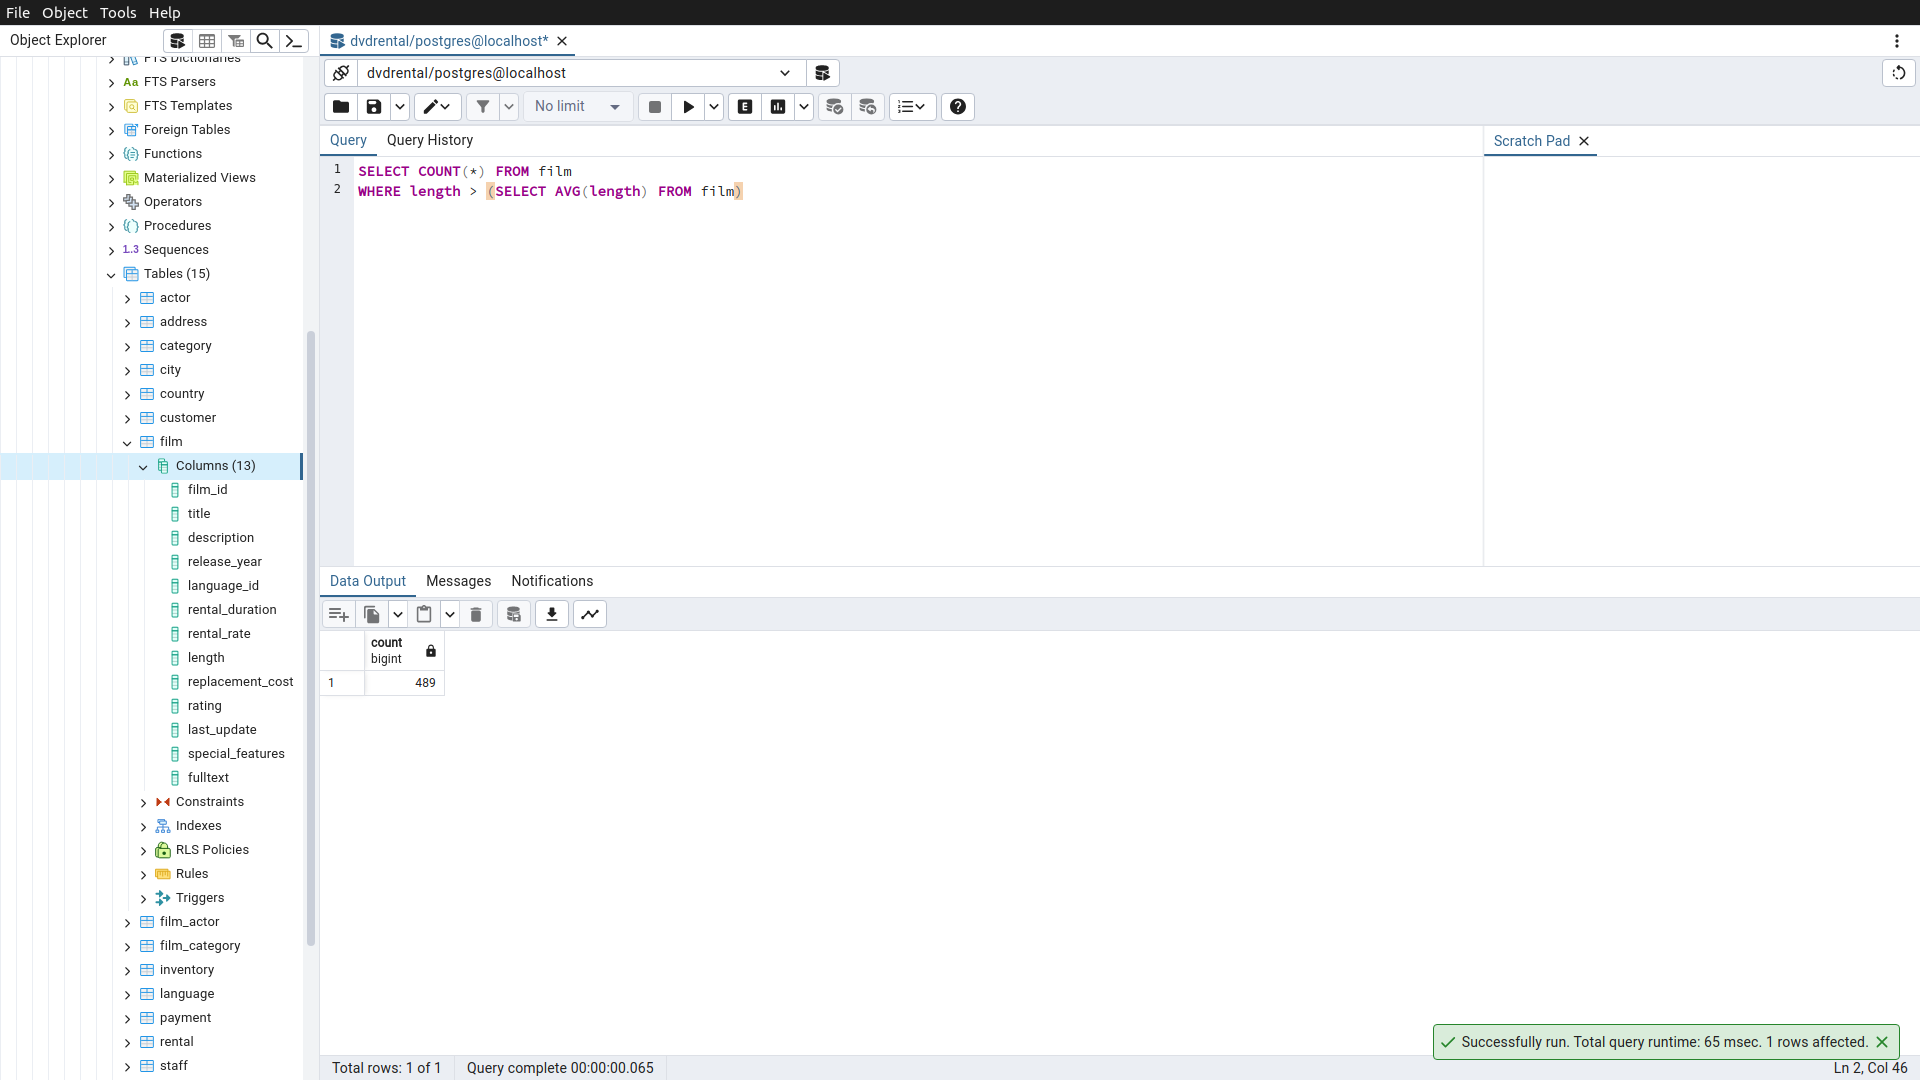 File Object Tools Help
Object Explorer
dvdrental/postgres@localhost*
dvdrental/postgres@localhost
No limit
E
Query Query History
Scratch Pad
1 SELECT COUNT(*) FROM film
2 WHERE length > (SELECT AVG(length) FROM film)
FTS Dictionaries
Aa FTS Parsers
FTS Templates
Foreign Tables
Functions
Materialized Views
Operators
Procedures
1..3 Sequences
Tables (15)
actor
address
category
city
country
customer
film
Columns (13)
film_id
title
description
release_year
language_id
rental_duration
rental_rate
length
replacement_cost
rating
last_update
special_features
fulltext
Constraints
Indexes
RLS Policies
Rules
Triggers
film_actor
film_category
inventory
language
payment
rental
staff
Data Output Messages Notifications
count
bigint
1 489
Successfully run. Total query runtime: 65 msec. 1 rows affected.
Total rows: 1 of 1 Query complete 00:00:00.065
Ln 2, Col 46